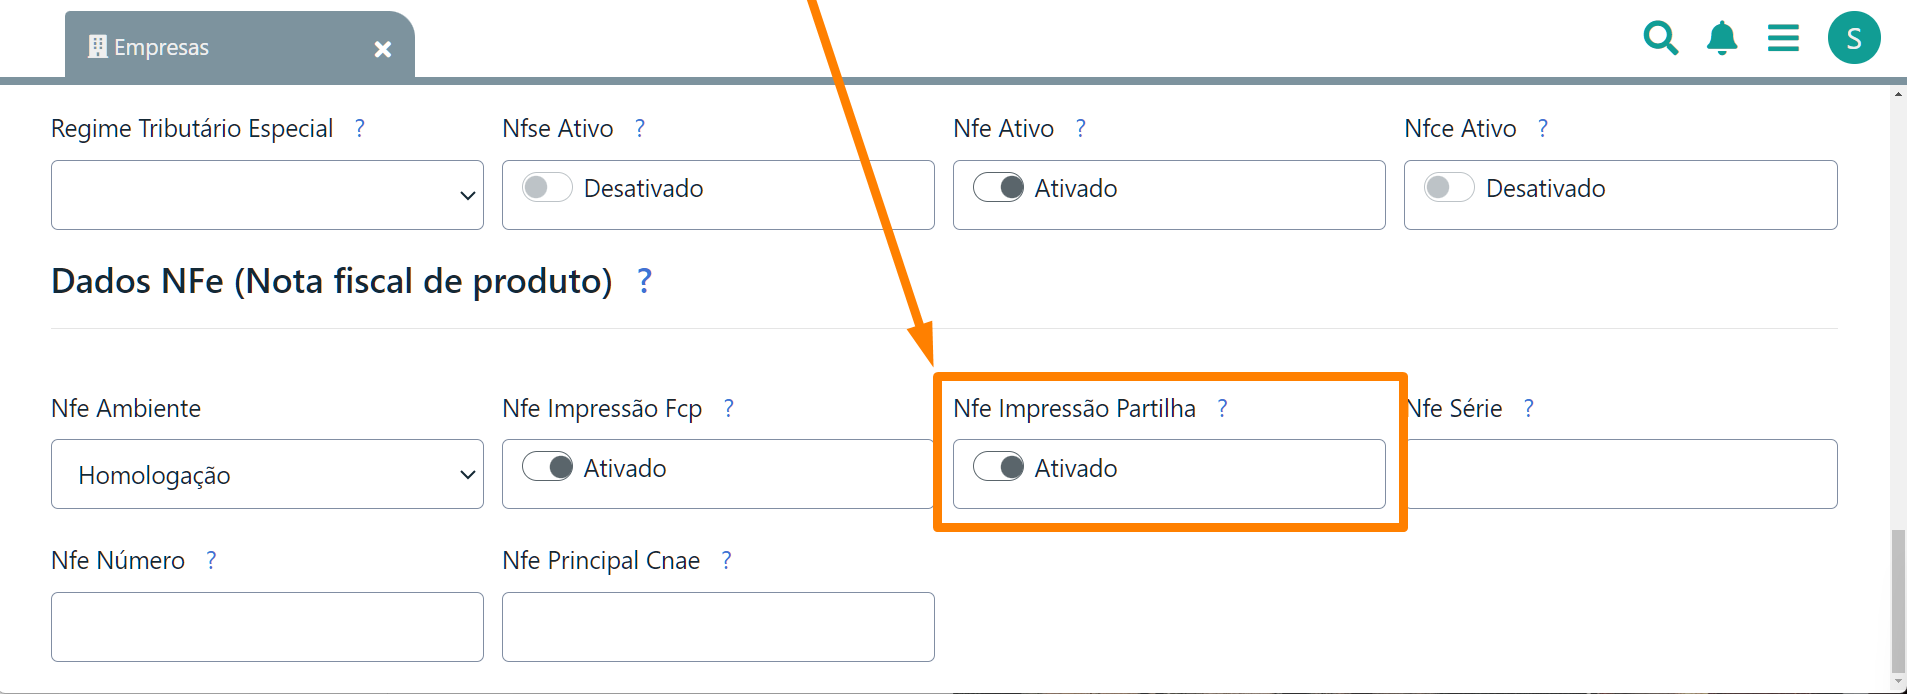 Empresas
S
Regime Tributário Especial ?
Nfse Ativo ?
Nfe Ativo ?
Nfce Ativo ?
Desativado
Ativado
Desativado
Dados NFe (Nota fiscal de produto) ?
Nfe Ambiente
Nfe Impressão Fcp ?
Nfe Impressão Partilha ?
Nfe Série ?
Homologação
Ativado
Ativado
Nfe Número ?
Nfe Principal Cnae ?